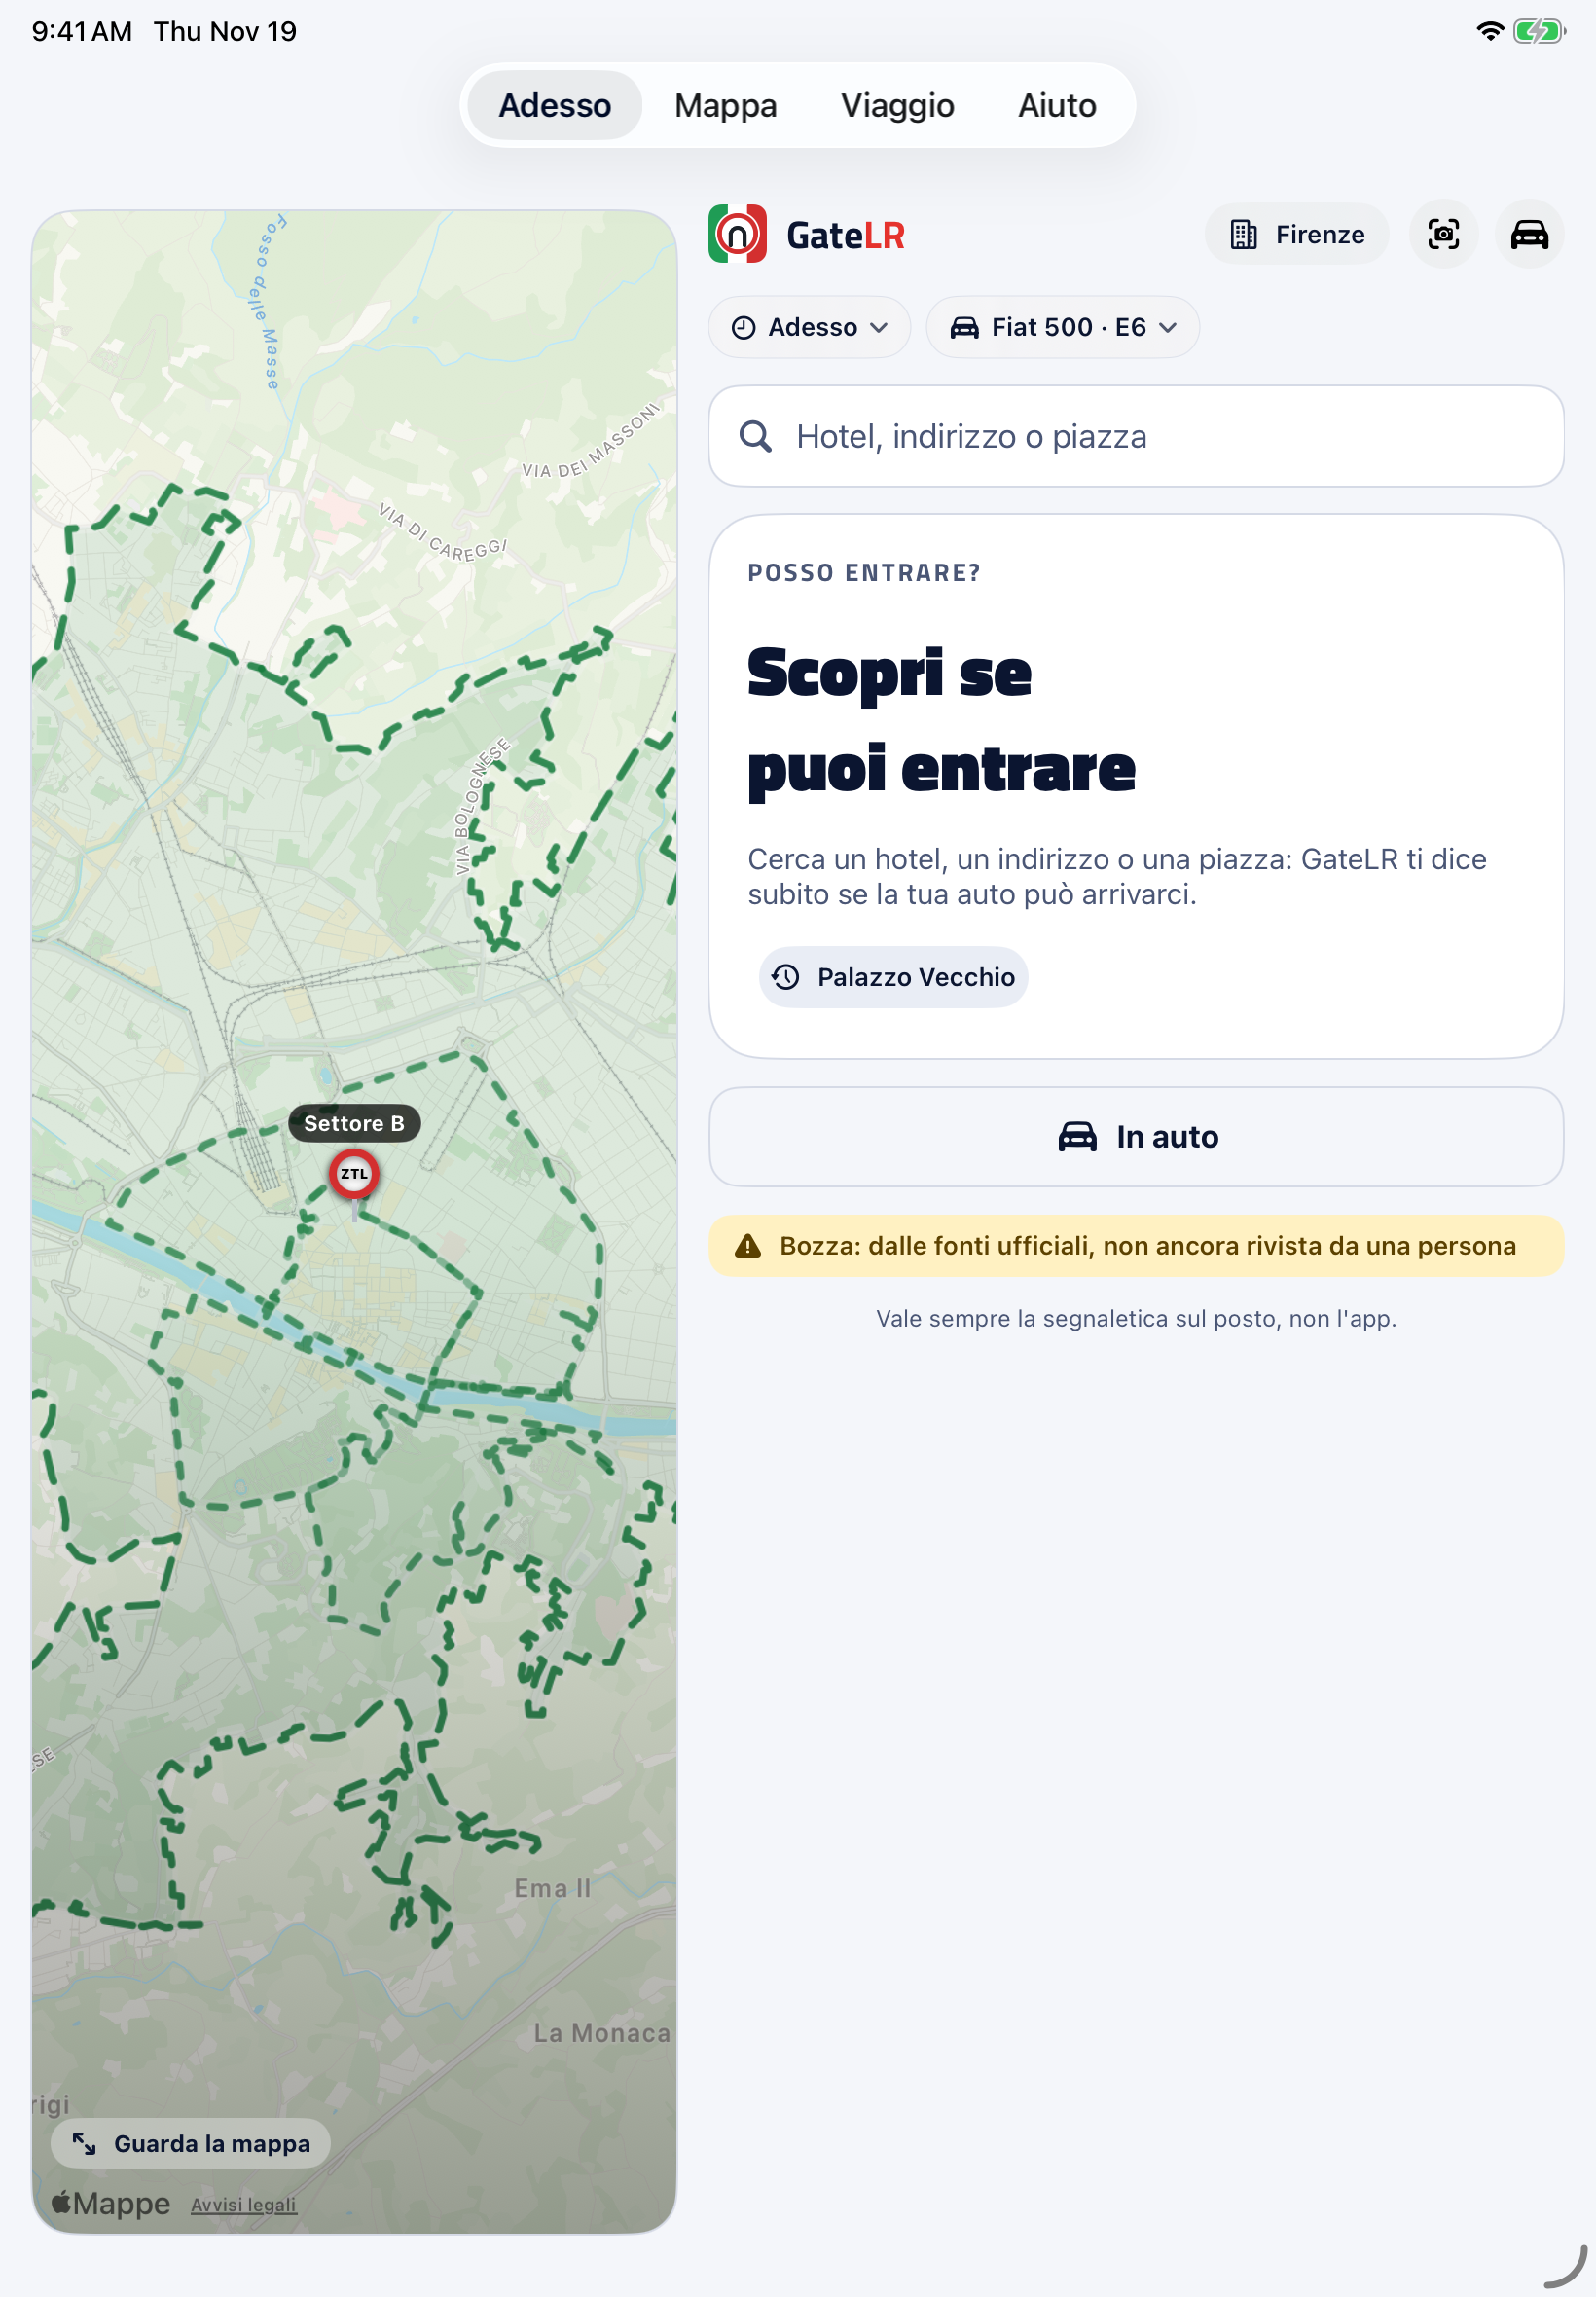 9:41 AM Thu Nov 19
Adesso
Mappa
Viaggio
Aiuto
Fosso delle Masse
VIA DEI MASSONI
VIA DI CAREGGI
VIA BOLOGNESE
Settore B
ZTL
Ema II
La Monaca
Guarda la mappa
Mappe
Avvisi legali
GateLR
Firenze
Adesso
Fiat 500 · E6
Hotel, indirizzo o piazza
POSSO ENTRARE?
Scopri se
puoi entrare
Cerca un hotel, un indirizzo o una piazza: GateLR ti dice
subito se la tua auto può arrivarci.
Palazzo Vecchio
In auto
Bozza: dalle fonti ufficiali, non ancora rivista da una persona
Vale sempre la segnaletica sul posto, non l'app.